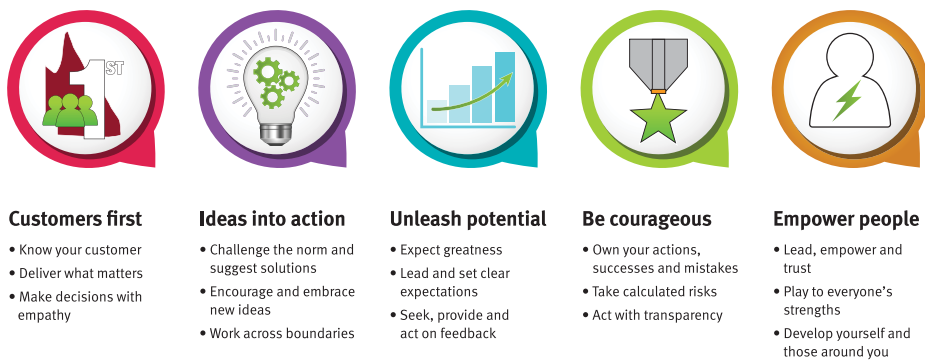 1ST
Customers first
• Know your customer
• Deliver what matters
• Make decisions with
empathy
Ideas into action
• Challenge the norm and
suggest solutions
• Encourage and embrace
new ideas
• Work across boundaries
Unleash potential
• Expect greatness
• Lead and set clear
expectations
• Seek, provide and
act on feedback
Be courageous
• Own your actions,
successes and mistakes
• Take calculated risks
• Act with transparency
Empower people
• Lead, empower and
trust
• Play to everyone’s
strengths
• Develop yourself and
those around you